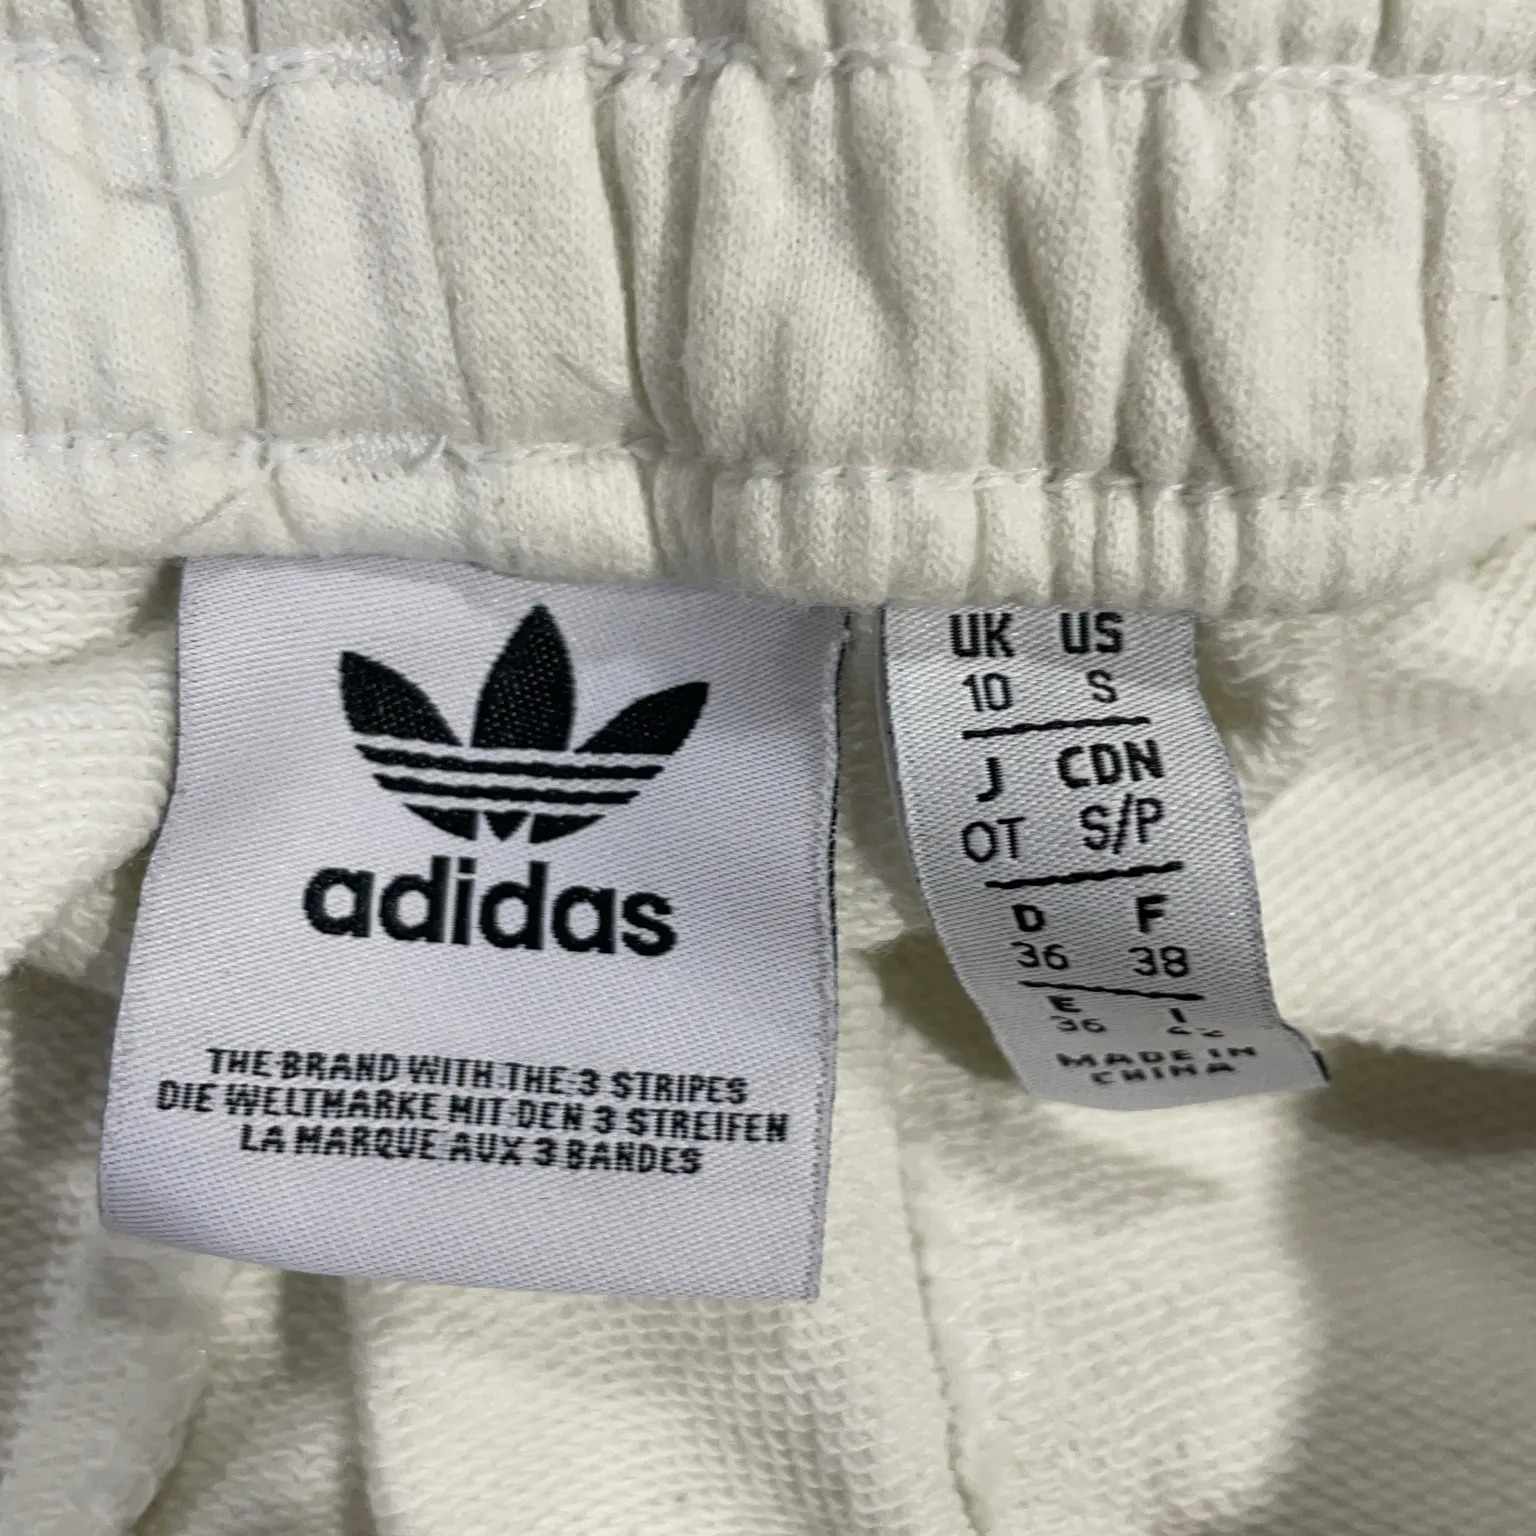 adidas
THE BRAND WITH THE 3 STRIPES
DIE WELTMARKE MIT DEN 3 STREIFEN
LA MARQUE AUX 3 BANDES
UK US
10 S
J CDN
OT S/P
D F
36 38
E I
36
MADE IN
CHINA